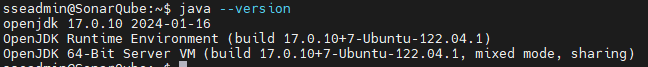 sseadmin@SonarQube:~$ java --version
openjdk 17.0.10 2024-01-16
OpenJDK Runtime Environment (build 17.0.10+7-Ubuntu-122.04.1)
OpenJDK 64-Bit Server VM (build 17.0.10+7-Ubuntu-122.04.1, mixed mode, sharing)
sseadmin@SonarQube:~$